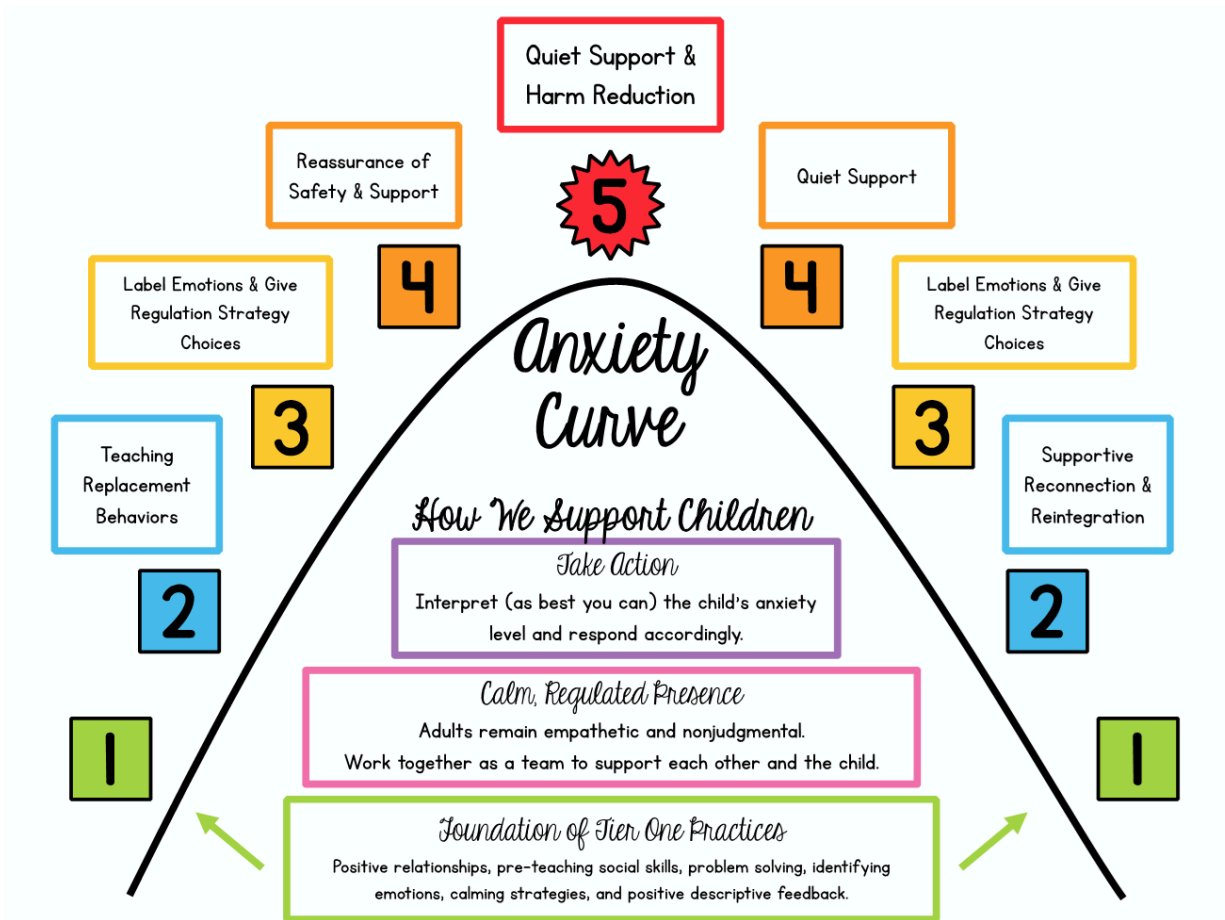 Quiet Support &
Harm Reduction
Reassurance of
Safety & Support
5
Quiet Support
4
4
Label Emotions & Give
Regulation Strategy
Choices
Label Emotions & Give
Regulation Strategy
Choices
Anxiety
Curve
3
3
Teaching
Replacement
Behaviors
Supportive
Reconnection &
Reintegration
How We Support Children
2
2
Take Action
Interpret (as best you can) the child's anxiety
level and respond accordingly.
Calm, Regulated Presence
Adults remain empathetic and nonjudgmental.
Work together as a team to support each other and the child.
1
1
Foundation of Tier One Practices
Positive relationships, pre-teaching social skills, problem solving, identifying
emotions, calming strategies, and positive descriptive feedback.